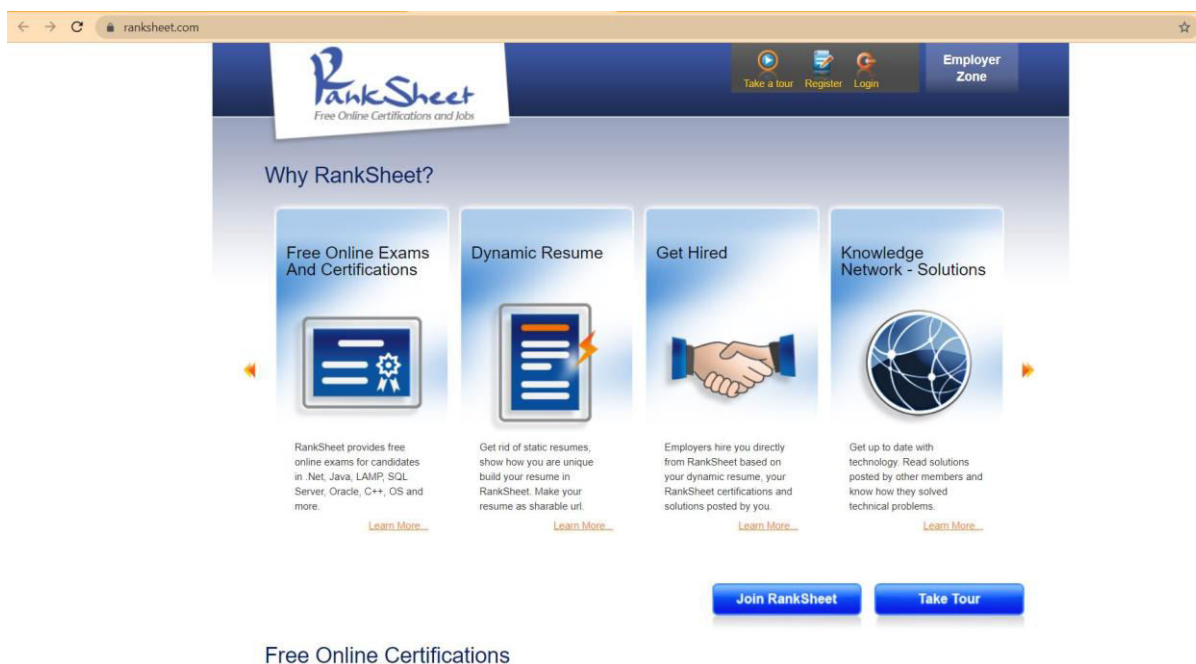 ranksheet.com
RankSheet
Free Online Certifications and Jobs
Take a tour Register Login
Employer
Zone
Why RankSheet?
Free Online Exams
And Certifications
RankSheet provides free
online exams for candidates
in .Net, Java, LAMP, SQL
Server, Oracle, C++, OS and
more.
Learn More...
Dynamic Resume
Get rid of static resumes,
show how you are unique
build your resume in
RankSheet. Make your
resume as sharable url.
Learn More...
Get Hired
Employers hire you directly
from RankSheet based on
your dynamic resume, your
RankSheet certifications and
solutions posted by you.
Learn More...
Knowledge
Network - Solutions
Get up to date with
technology. Read solutions
posted by other members and
know how they solved
technical problems.
Learn More...
Join RankSheet
Take Tour
Free Online Certifications